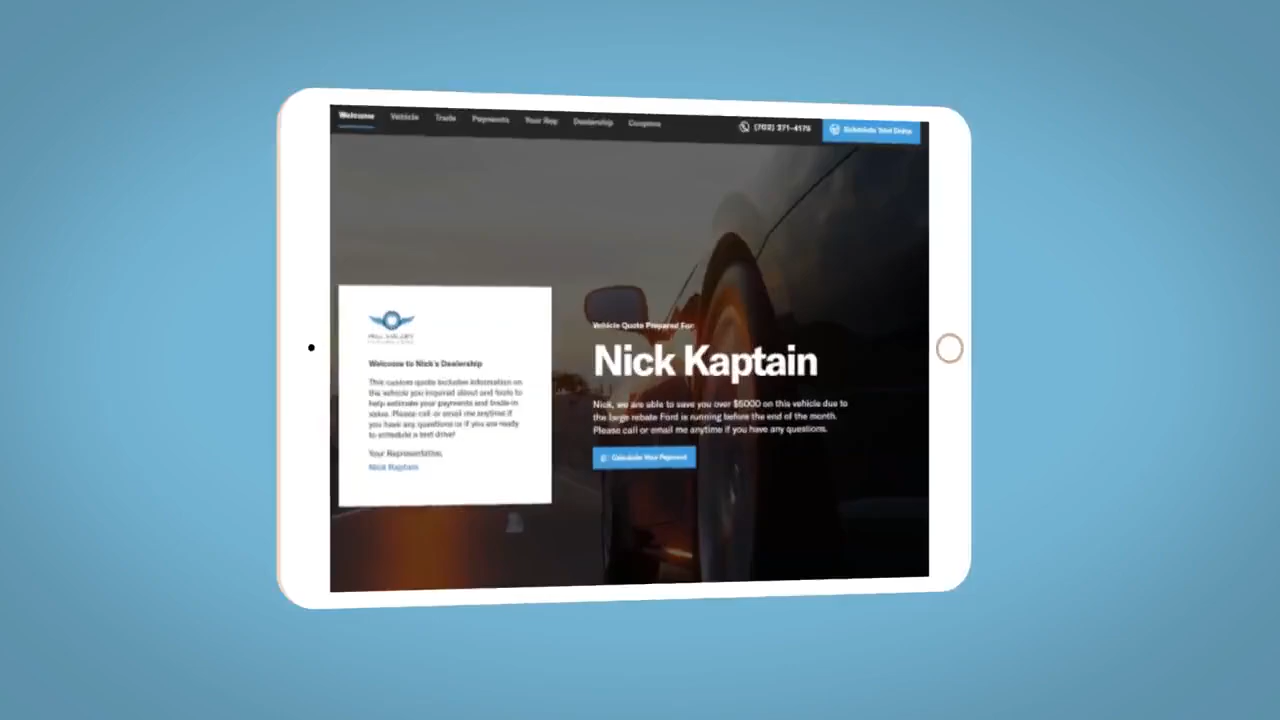 Welcome Vehicle Trade Payments Your Rep Dealership Coupons (702) 271-4175 Schedule Test Drive
Welcome to Nick's Dealership
This custom quote includes information on
the vehicle you inquired about and tools to
help estimate your payments and trade-in
value. Please call or email me anytime if
you have any questions or if you are ready
to schedule a test drive!
Your Representative,
Nick Kaptain
Vehicle Quote Prepared For:
Nick Kaptain
Nick, we are able to save you over $5000 on this vehicle due to
the large rebate Ford is running before the end of the month.
Please call or email me anytime if you have any questions.
Calculate Your Payment